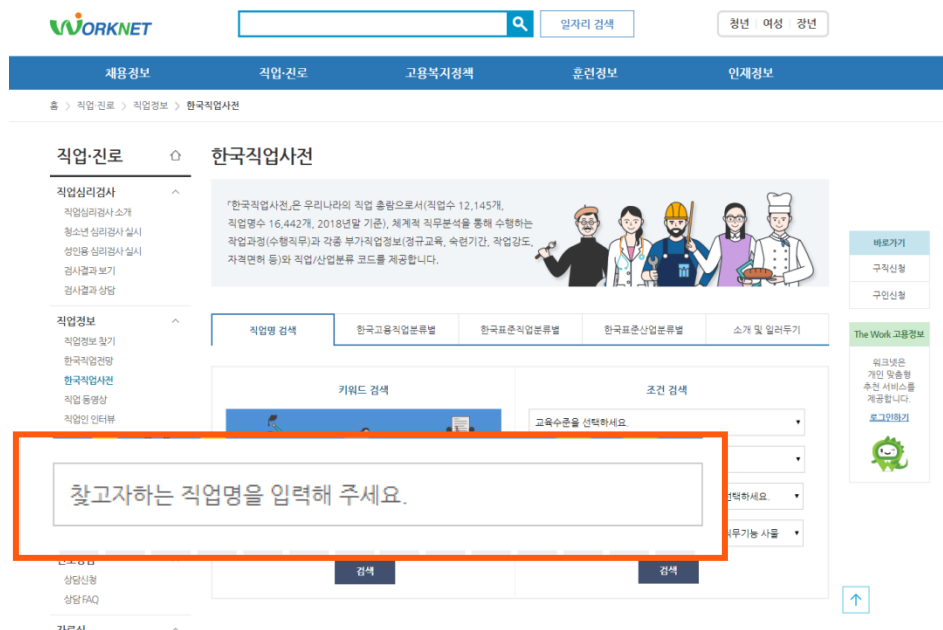 WORKNET
일자리 검색
청년 여성 장년
채용정보 직업·진로 고용복지정책 훈련정보 인재정보
홈 > 직업·진로 > 직업정보 > 한국직업사전
직업·진로
직업심리검사
직업심리검사 소개
청소년 심리검사 실시
성인용 심리검사 실시
검사결과 보기
검사결과 상담
직업정보
직업정보 찾기
한국직업전망
한국직업사전
직업 동영상
직업인 인터뷰
상담신청
상담 FAQ
한국직업사전
「한국직업사전」은 우리나라의 직업 총람으로서(직업수 12,145개,
직업명수 16,442개, 2018년말 기준), 체계적 직무분석을 통해 수행하는
작업과정(수행직무)과 각종 부가직업정보(정규교육, 숙련기간, 작업강도,
자격면허 등)와 직업/산업분류 코드를 제공합니다.
직업명 검색 한국고용직업분류별 한국표준직업분류별 한국표준산업분류별 소개 및 일러두기
키워드 검색
찾고자하는 직업명을 입력해 주세요.
검색
조건 검색
교육수준을 선택하세요.
선택하세요.
직무기능 사물
검색
바로가기
구직신청
구인신청
The Work 고용정보
워크넷은
개인 맞춤형
추천 서비스를
제공합니다.
로그인하기